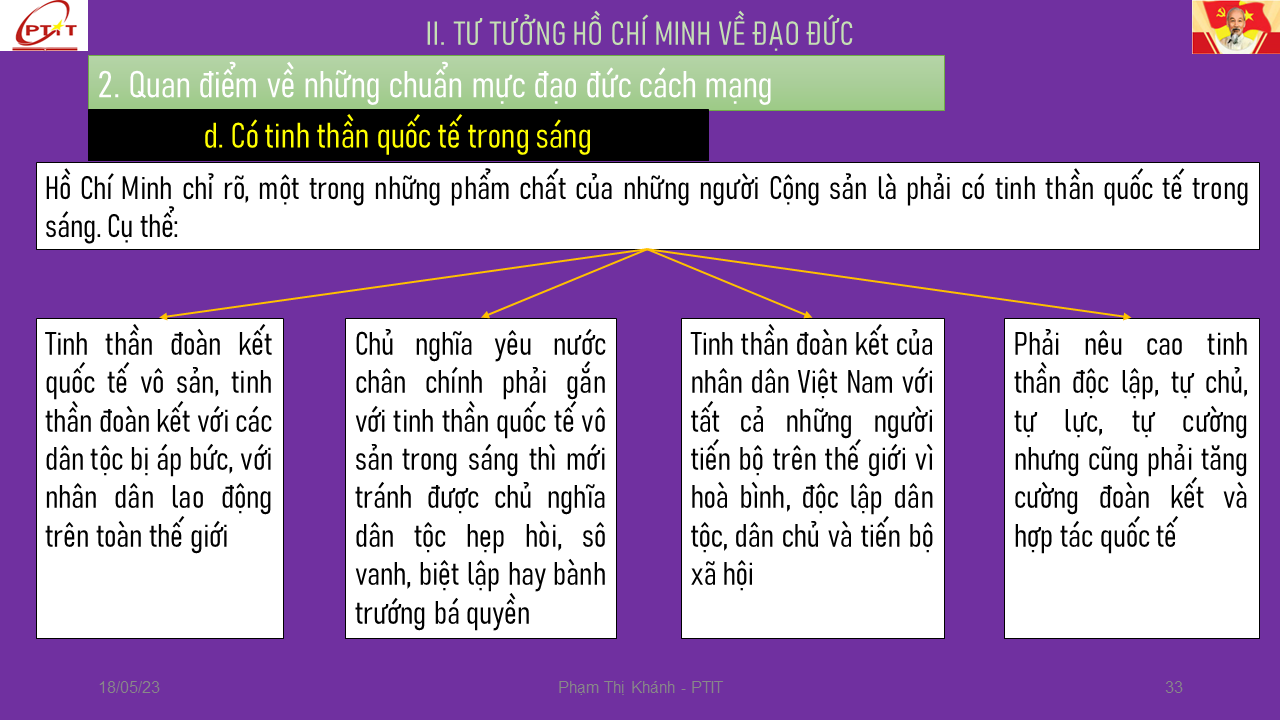 PTIT
II. TƯ TƯỞNG HỒ CHÍ MINH VỀ ĐẠO ĐỨC
2. Quan điểm về những chuẩn mực đạo đức cách mạng
d. Có tinh thần quốc tế trong sáng
Hồ Chí Minh chỉ rõ, một trong những phẩm chất của những người Cộng sản là phải có tinh thần quốc tế trong
sáng. Cụ thể:
Tinh thần đoàn kết
quốc tế vô sản, tinh
thần đoàn kết với các
dân tộc bị áp bức, với
nhân dân lao động
trên toàn thế giới
Chủ nghĩa yêu nước
chân chính phải gắn
với tinh thần quốc tế vô
sản trong sáng thì mới
tránh được chủ nghĩa
dân tộc hẹp hòi, sô
vanh, biệt lập hay bành
trướng bá quyền
Tinh thần đoàn kết của
nhân dân Việt Nam với
tất cả những người
tiến bộ trên thế giới vì
hoà bình, độc lập dân
tộc, dân chủ và tiến bộ
xã hội
Phải nêu cao tinh
thần độc lập, tự chủ,
tự lực, tự cường
nhưng cũng phải tăng
cường đoàn kết và
hợp tác quốc tế
18/05/23
Phạm Thị Khánh - PTIT
33